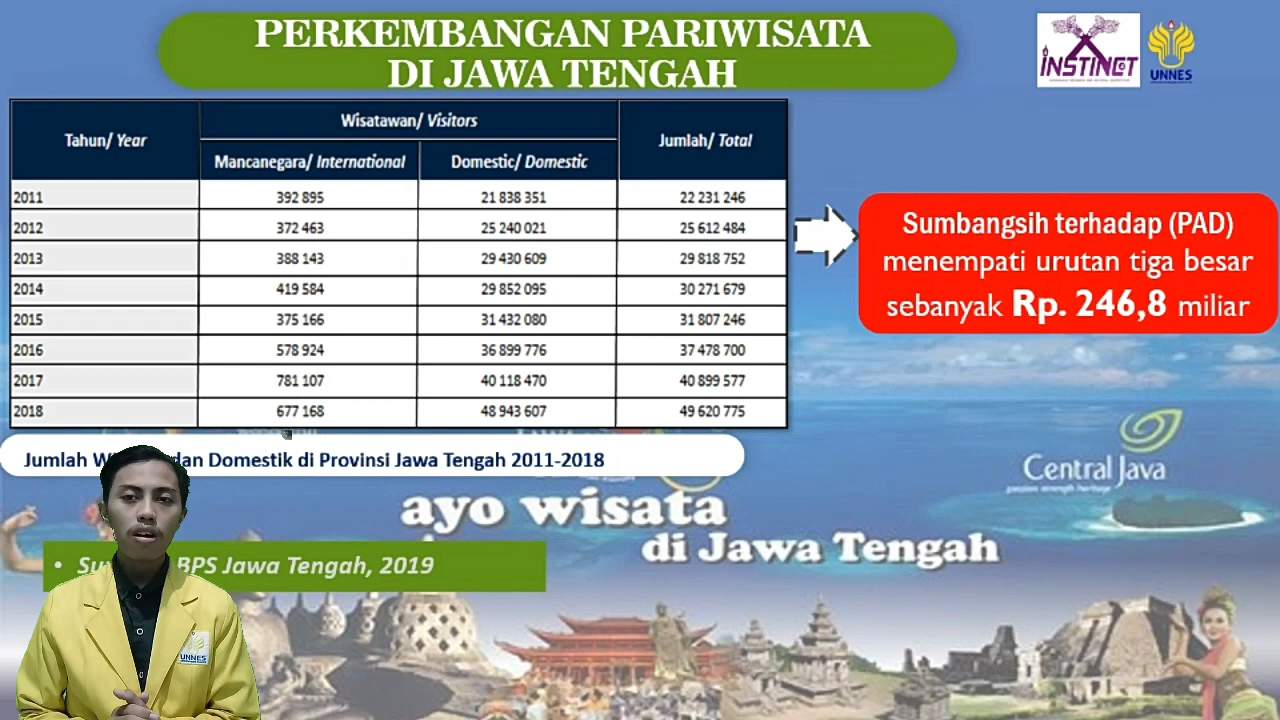 PERKEMBANGAN PARIWISATA
DI JAWA TENGAH
INSTINCT
UNNES
Tahun/ Year
Wisatawan/ Visitors
Jumlah/ Total
Mancanegara/ International
Domestic/ Domestic
2011 392 895 21 838 351 22 231 246
2012 372 463 25 240 021 25 612 484
2013 388 143 29 430 609 29 818 752
2014 419 584 29 852 095 30 271 679
2015 375 166 31 432 080 31 807 246
2016 578 924 36 899 776 37 478 700
2017 781 107 40 118 470 40 899 577
2018 677 168 48 943 607 49 620 775
Sumbangsih terhadap (PAD)
menempati urutan tiga besar
sebanyak Rp. 246,8 miliar
Jumlah dan Domestik di Provinsi Jawa Tengah 2011-2018
Central Java
ayo wisata
di Jawa Tengah
• BPS Jawa Tengah, 2019
UNNES